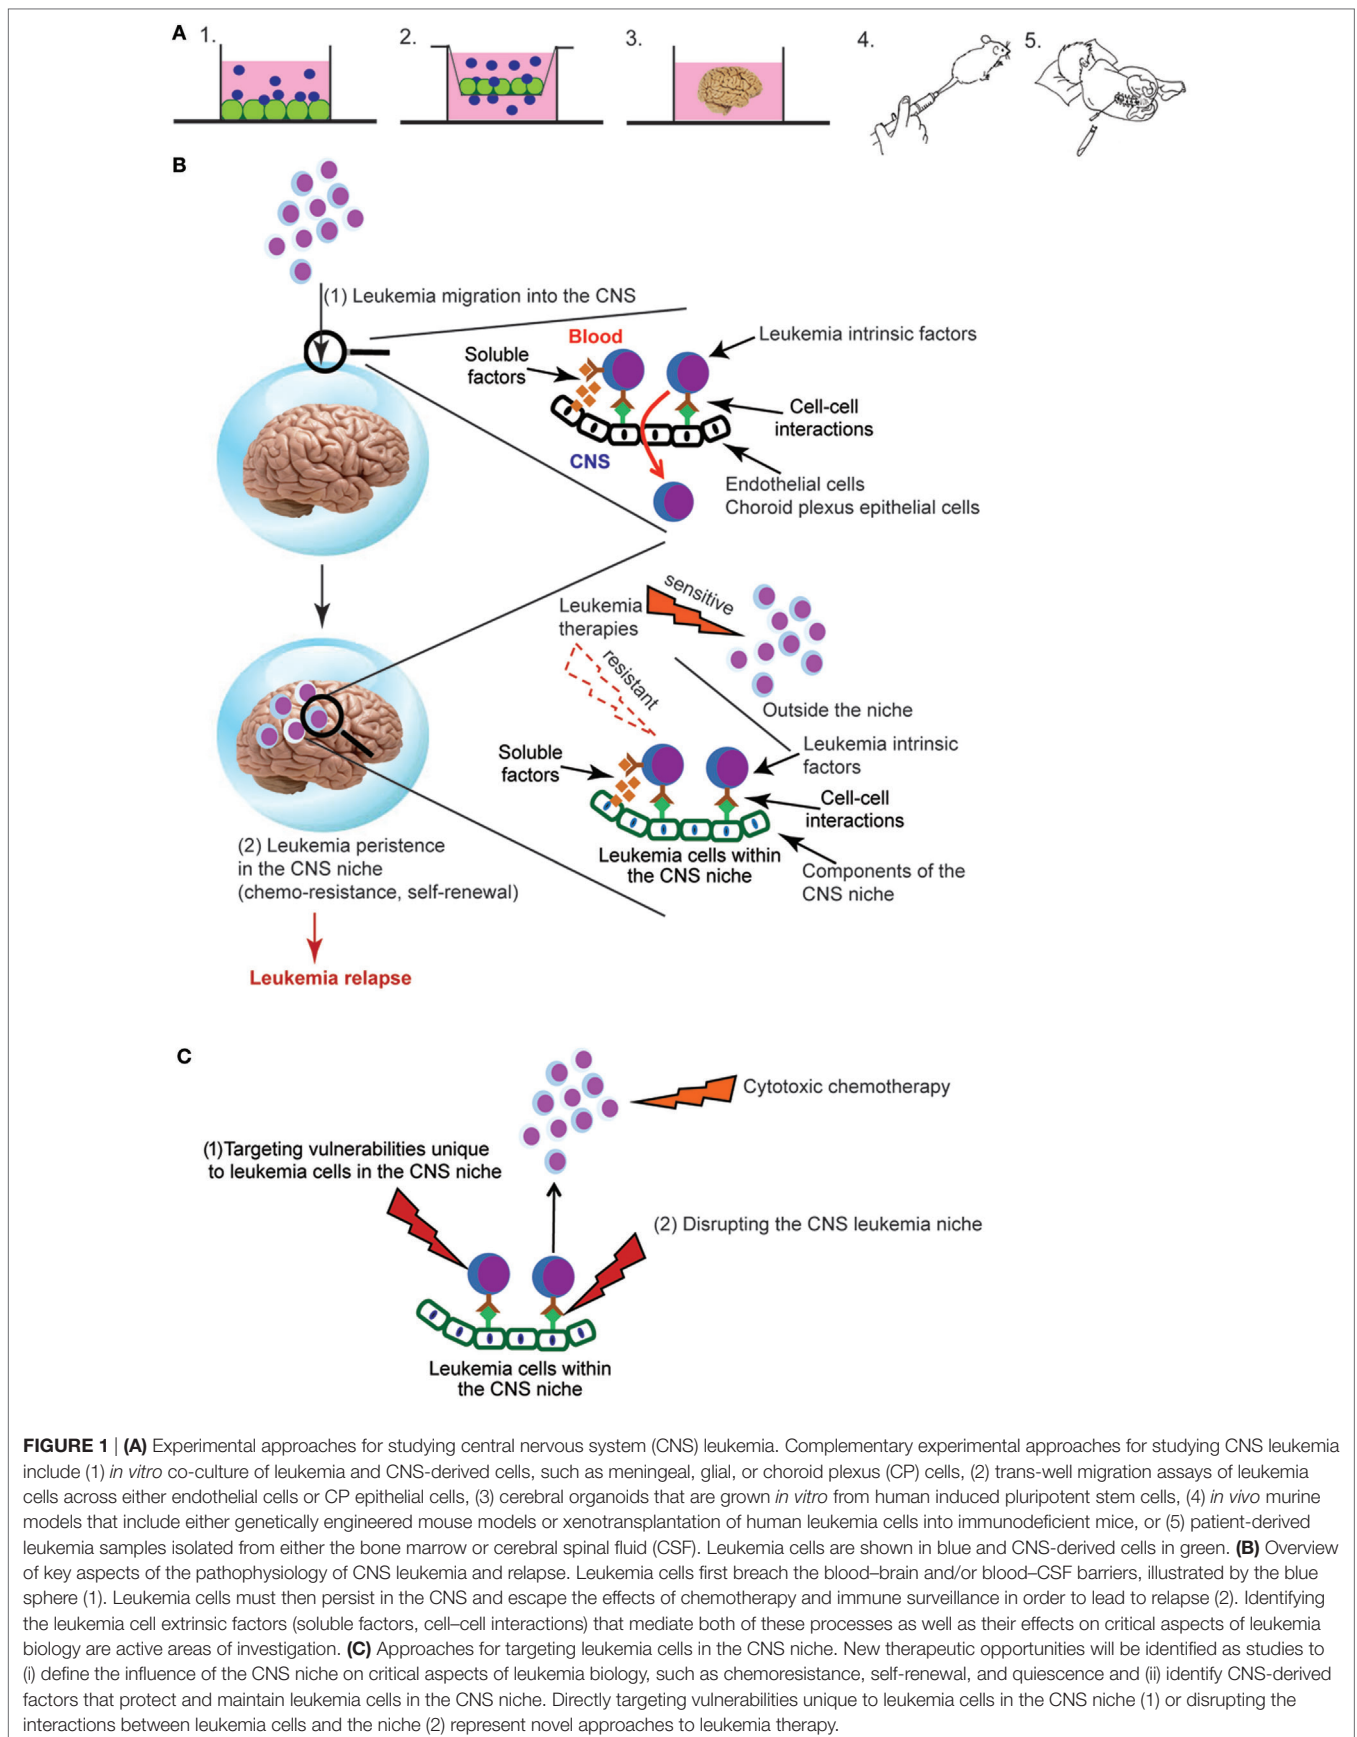 A 1. 2. 3. 4. 5.
B
(1) Leukemia migration into the CNS
Blood
Leukemia intrinsic factors
Soluble
factors
Cell-cell
interactions
CNS
Endothelial cells
Choroid plexus epithelial cells
sensitive
Leukemia
therapies
resistant
Outside the niche
Leukemia intrinsic
factors
Soluble
factors
Cell-cell
interactions
Leukemia cells within
the CNS niche
Components of the
CNS niche
(2) Leukemia peristence
in the CNS niche
(chemo-resistance, self-renewal)
Leukemia relapse
C
Cytotoxic chemotherapy
(1)Targeting vulnerabilities unique
to leukemia cells in the CNS niche
(2) Disrupting the CNS leukemia niche
Leukemia cells within
the CNS niche
FIGURE 1 | (A) Experimental approaches for studying central nervous system (CNS) leukemia. Complementary experimental approaches for studying CNS leukemia
include (1) in vitro co-culture of leukemia and CNS-derived cells, such as meningeal, glial, or choroid plexus (CP) cells, (2) trans-well migration assays of leukemia
cells across either endothelial cells or CP epithelial cells, (3) cerebral organoids that are grown in vitro from human induced pluripotent stem cells, (4) in vivo murine
models that include either genetically engineered mouse models or xenotransplantation of human leukemia cells into immunodeficient mice, or (5) patient-derived
leukemia samples isolated from either the bone marrow or cerebral spinal fluid (CSF). Leukemia cells are shown in blue and CNS-derived cells in green. (B) Overview
of key aspects of the pathophysiology of CNS leukemia and relapse. Leukemia cells first breach the blood–brain and/or blood–CSF barriers, illustrated by the blue
sphere (1). Leukemia cells must then persist in the CNS and escape the effects of chemotherapy and immune surveillance in order to lead to relapse (2). Identifying
the leukemia cell extrinsic factors (soluble factors, cell–cell interactions) that mediate both of these processes as well as their effects on critical aspects of leukemia
biology are active areas of investigation. (C) Approaches for targeting leukemia cells in the CNS niche. New therapeutic opportunities will be identified as studies to
(i) define the influence of the CNS niche on critical aspects of leukemia biology, such as chemoresistance, self-renewal, and quiescence and (ii) identify CNS-derived
factors that protect and maintain leukemia cells in the CNS niche. Directly targeting vulnerabilities unique to leukemia cells in the CNS niche (1) or disrupting the
interactions between leukemia cells and the niche (2) represent novel approaches to leukemia therapy.